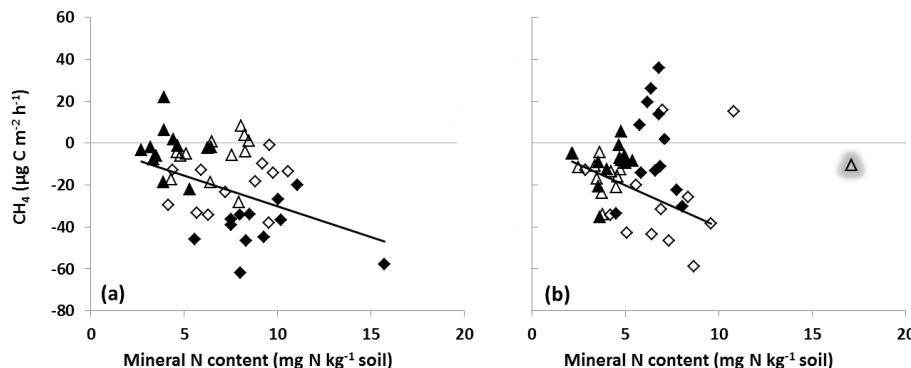 60
40
20
0
-20
-40
-60
-80
CH₄ (µg C m⁻² h⁻¹)
(a)
0 5 10 15 20
Mineral N content (mg N kg⁻¹ soil)
(b)
0 5 10 15 20
Mineral N content (mg N kg⁻¹ soil)